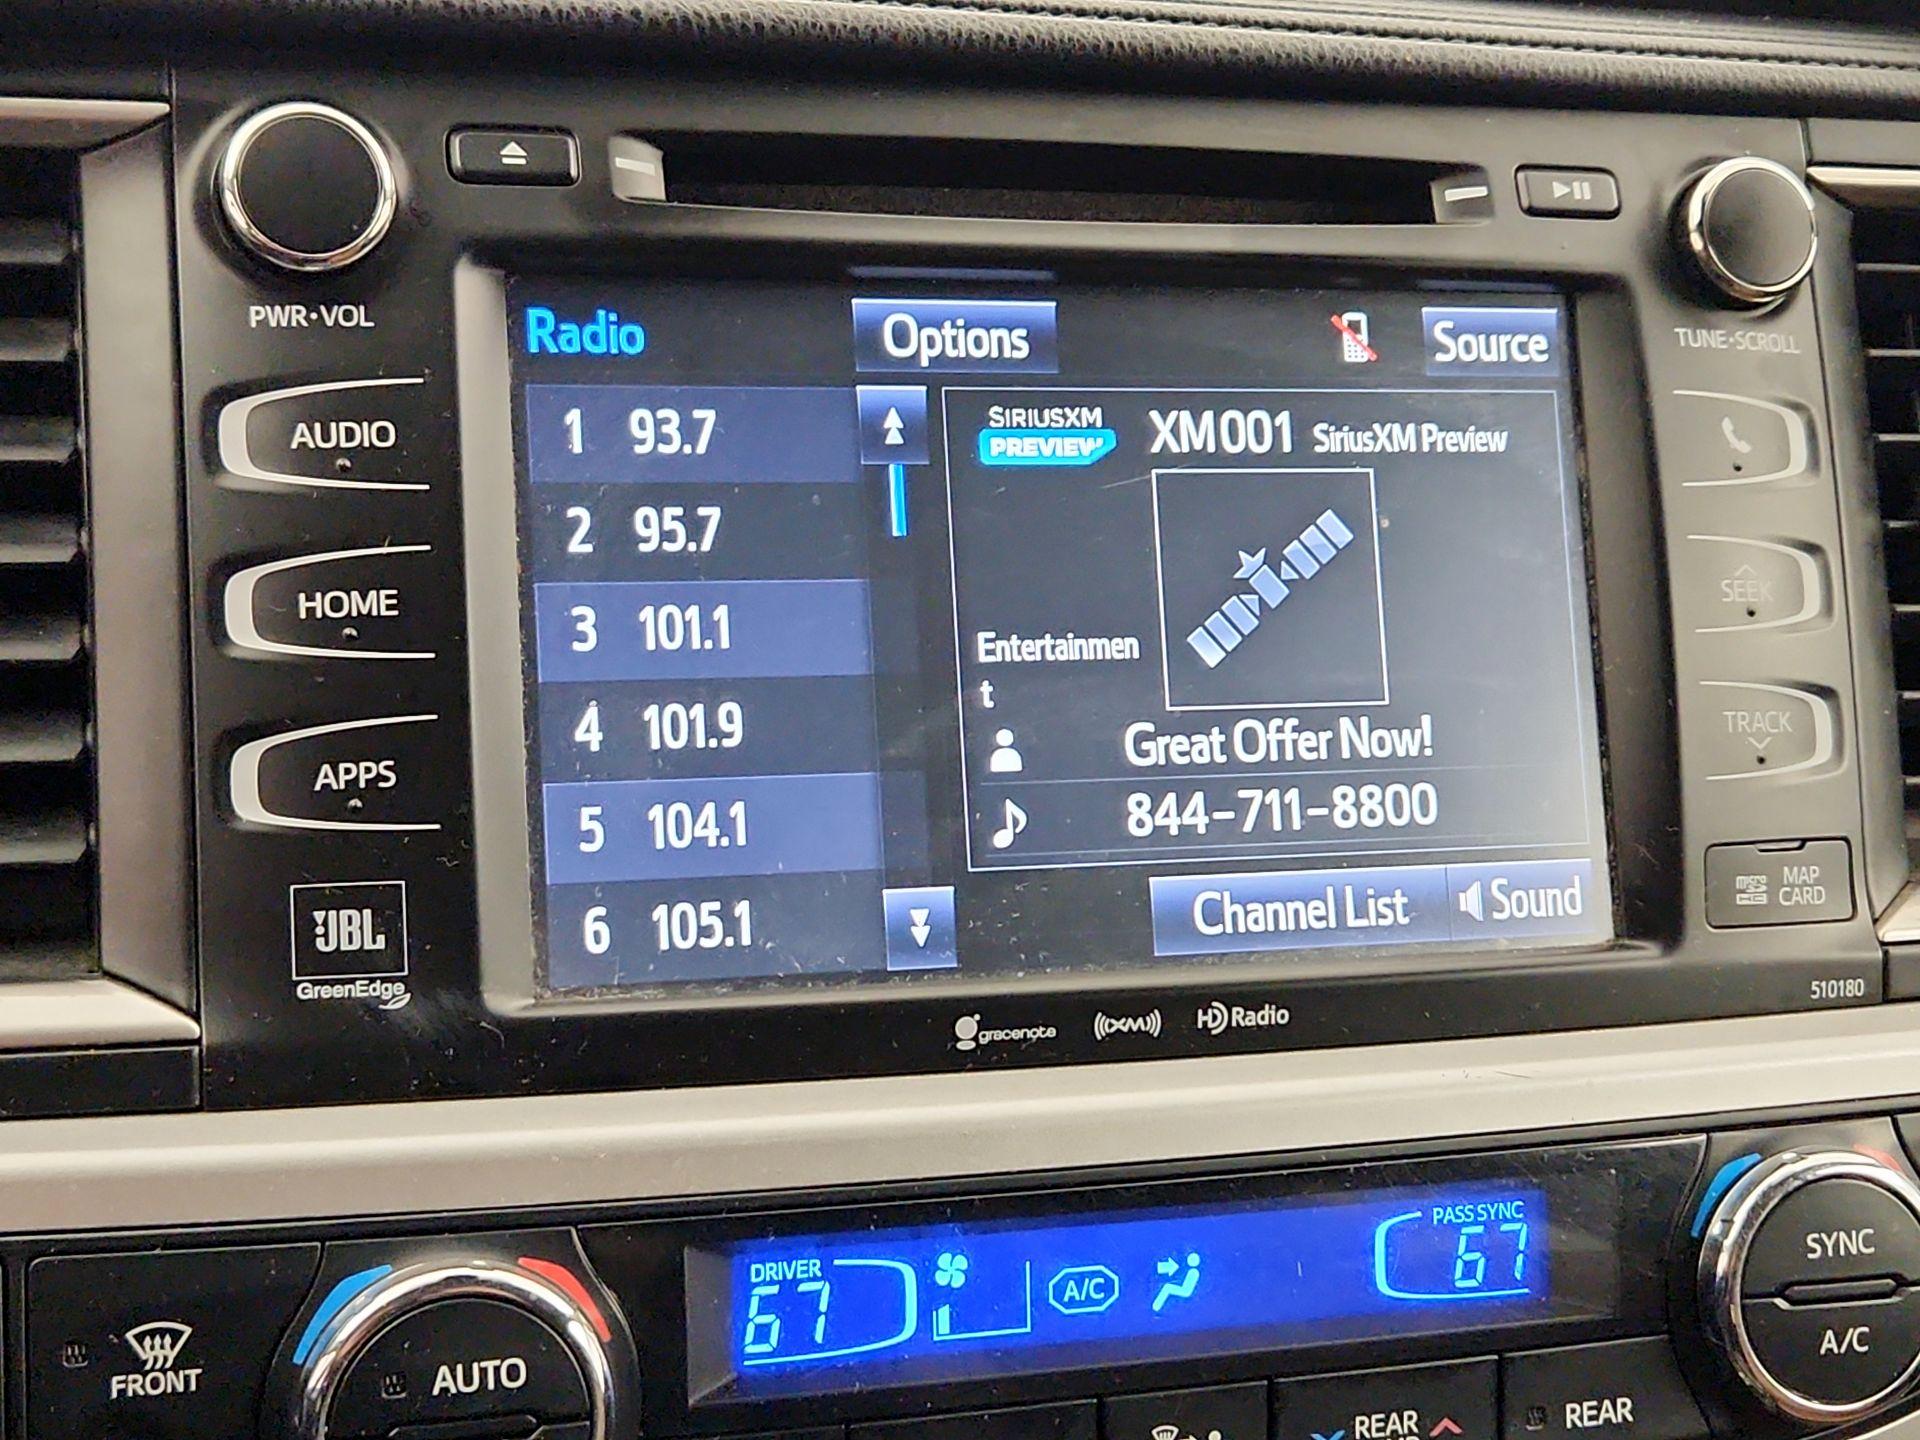 PWR•VOL
AUDIO
HOME
APPS
JBL
GreenEdge
Radio
Options
Source
1 93.7
2 95.7
3 101.1
4 101.9
5 104.1
6 105.1
SIRIUSXM
PREVIEW
XM001 SiriusXM Preview
Entertainmen
t
Great Offer Now!
844-711-8800
Channel List
Sound
TUNE•SCROLL
SEEK
TRACK
micro
SD
HC
MAP
CARD
510180
gracenote
((XM))
HD Radio
DRIVER
67
A/C
PASS SYNC
67
FRONT
AUTO
SYNC
A/C
REAR
REAR